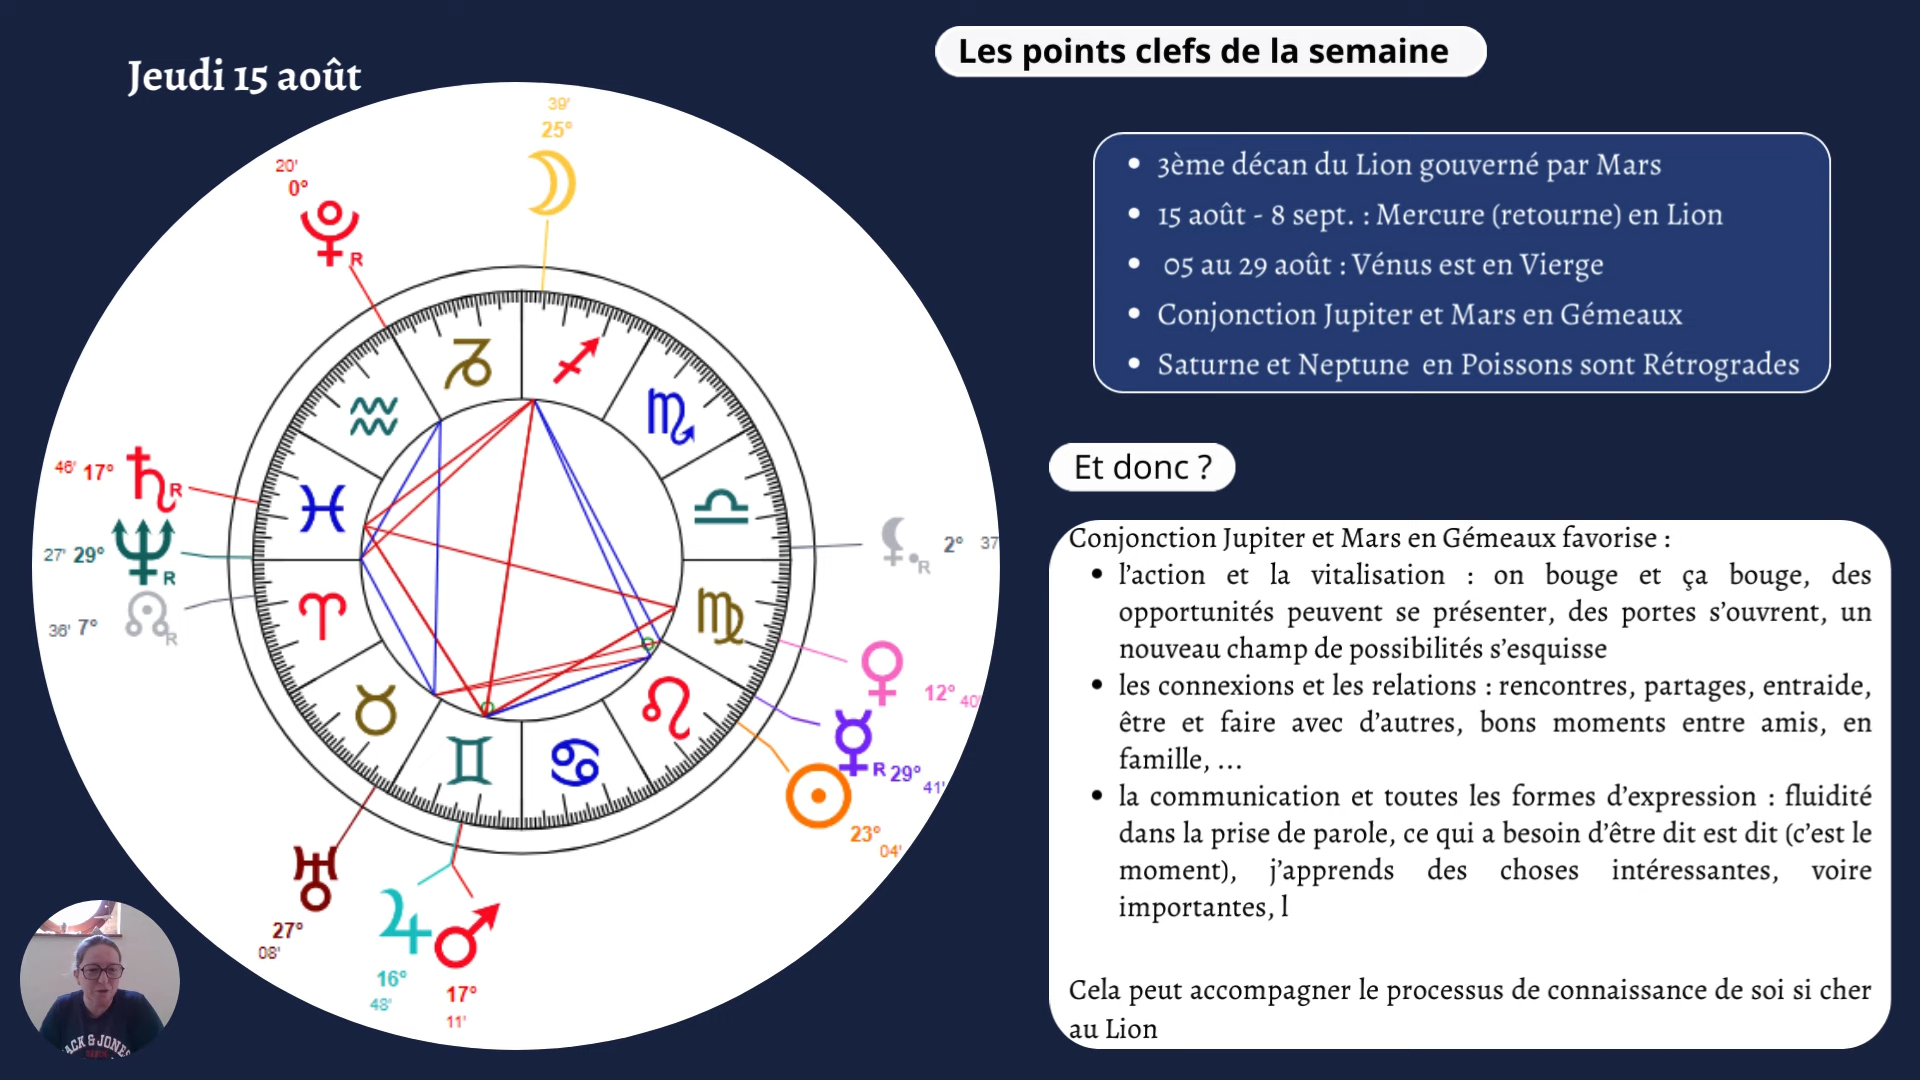 Jeudi 15 août
Les points clefs de la semaine
39'
25°
20'
0°
R
46' 17°
R
27' 29°
R
36' 7°
R
2° 37
R
12° 40'
R 29° 41'
23°
04'
27°
08'
16°
48'
17°
11'
• 3ème décan du Lion gouverné par Mars
• 15 août - 8 sept. : Mercure (retourne) en Lion
• 05 au 29 août : Vénus est en Vierge
• Conjonction Jupiter et Mars en Gémeaux
• Saturne et Neptune en Poissons sont Rétrogrades
Et donc ?
Conjonction Jupiter et Mars en Gémeaux favorise :
• l’action et la vitalisation : on bouge et ça bouge, des
opportunités peuvent se présenter, des portes s’ouvrent, un
nouveau champ de possibilités s’esquisse
• les connexions et les relations : rencontres, partages, entraide,
être et faire avec d’autres, bons moments entre amis, en
famille, ...
• la communication et toutes les formes d’expression : fluidité
dans la prise de parole, ce qui a besoin d’être dit est dit (c’est le
moment), j’apprends des choses intéressantes, voire
importantes, l
Cela peut accompagner le processus de connaissance de soi si cher
au Lion
ACK & JONES